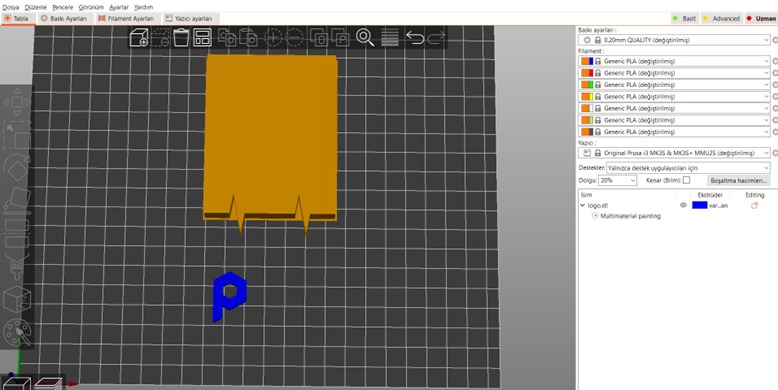 Dosya Düzenle Pencere Görünüm Ayarlar Yardım
Tabla Baskı Ayarları Filament Ayarları Yazıcı ayarları Basit Advanced Uzman
Baskı ayarları :
0.20mm QUALITY (değiştirilmiş)
Filament :
Generic PLA (değiştirilmiş)
Generic PLA (değiştirilmiş)
Generic PLA (değiştirilmiş)
Generic PLA (değiştirilmiş)
Generic PLA (değiştirilmiş)
Generic PLA (değiştirilmiş)
Generic PLA (değiştirilmiş)
Yazıcı :
Original Prusa i3 MK3S & MK3S+ MMU2S (değiştirilmiş)
Destekler: Yalnızca destek uygulayıcıları için
Dolgu: 20% Kenar (Brim): Boşaltma hacimleri...
İsim Ekstrüder Editing
logo.stl var...an
Multimaterial painting
p